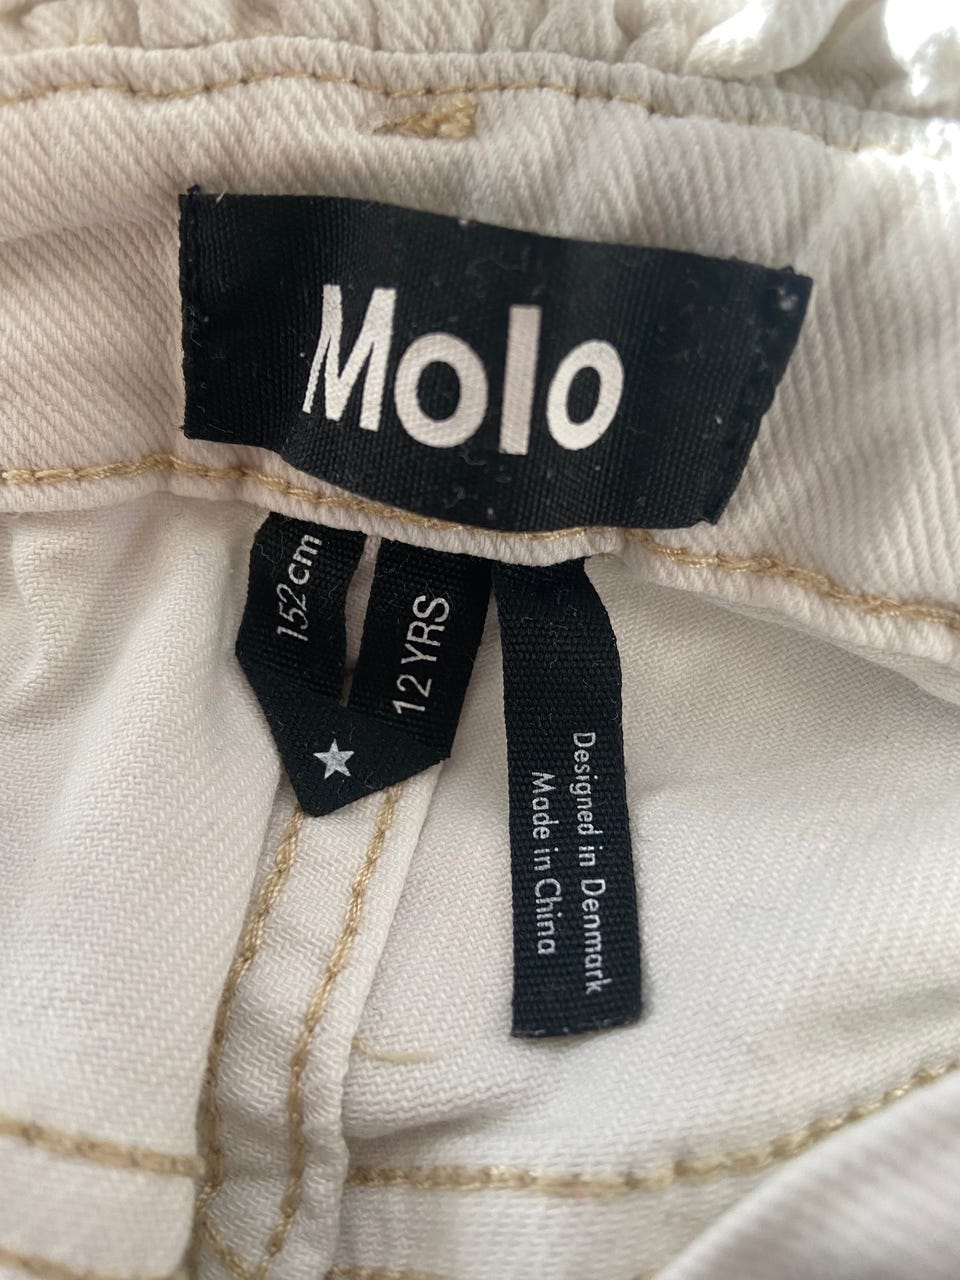 Molo
152cm
12 YRS
Designed in Denmark
Made in China